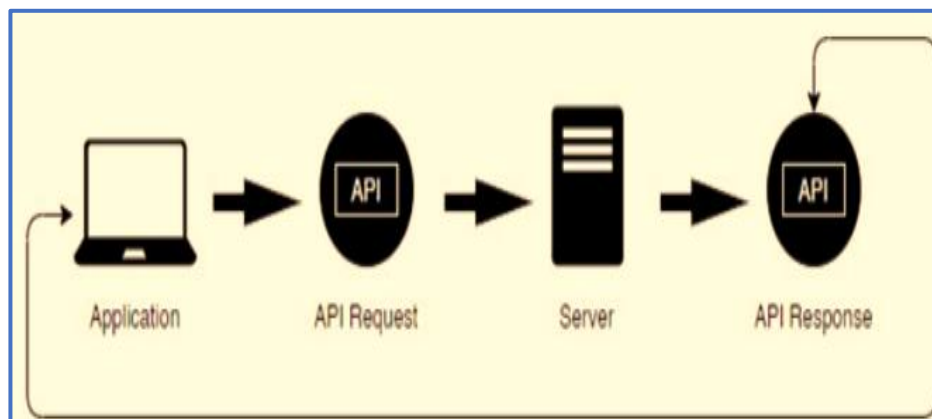 API
API
Application
API Request
Server
API Response